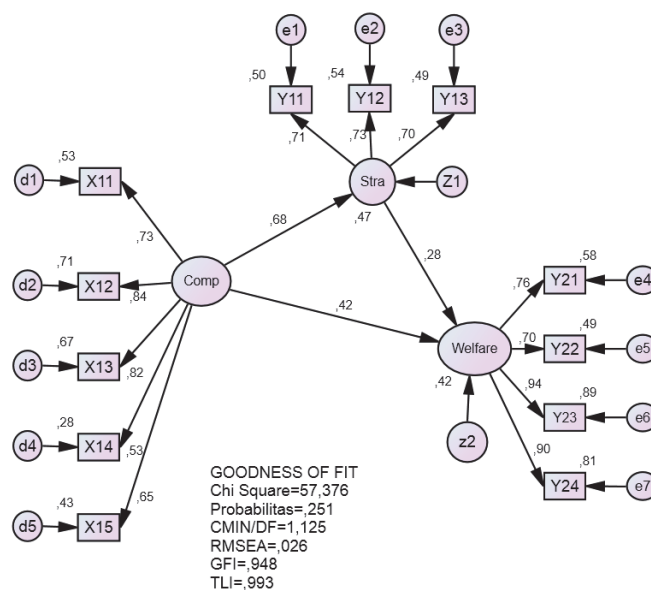 e1
e2
e3
,50
,54
,49
Y11
Y12
Y13
,71
,73
,70
,53
d1
X11
Stra
Z1
,47
,73
,68
,28
,71
d2
X12
,84
Comp
,42
,58
,76
Y21
e4
,67
d3
X13
,82
Welfare
,42
,70
,49
Y22
e5
,94
,89
Y23
e6
,28
d4
X14
,53
z2
,90
,81
Y24
e7
,43
d5
X15
,65
GOODNESS OF FIT
Chi Square=57,376
Probabilitas=,251
CMIN/DF=1,125
RMSEA=,026
GFI=,948
TLI=,993